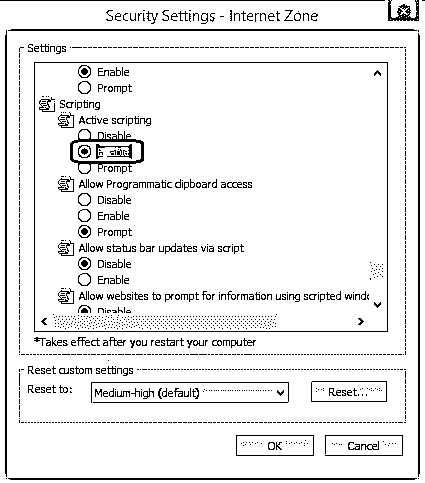 Security Settings - Internet Zone
Settings
Enable
Prompt
Scripting
Active scripting
Disable
Prompt
Allow Programmatic clipboard access
Disable
Enable
Prompt
Allow status bar updates via script
Disable
Enable
Allow websites to prompt for information using scripted windo
Disable
*Takes effect after you restart your computer
Reset custom settings
Reset to:
Medium-high (default)
Reset...
OK
Cancel